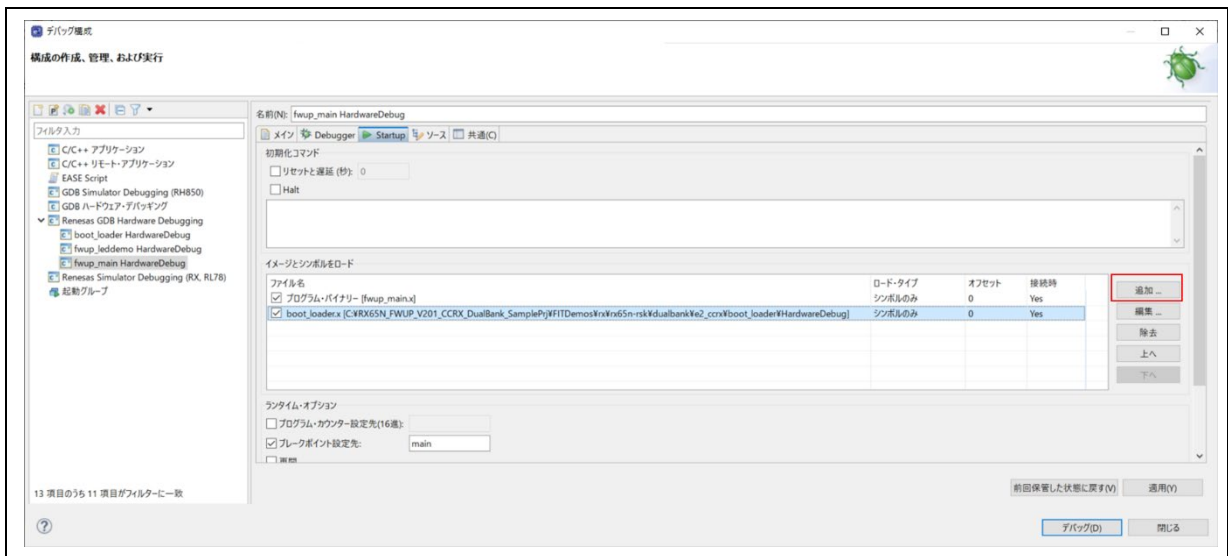 デバッグ構成
構成の作成、管理、および実行
フィルタ入力
C/C++ アプリケーション
C/C++ リモート・アプリケーション
EASE Script
GDB Simulator Debugging (RH850)
GDB ハードウェア・デバッギング
Renesas GDB Hardware Debugging
boot_loader HardwareDebug
fwup_leddemo HardwareDebug
fwup_main HardwareDebug
Renesas Simulator Debugging (RX, RL78)
起動グループ
13 項目のうち 11 項目がフィルターに一致
名前(N): fwup_main HardwareDebug
メイン Debugger Startup ソース 共通(C)
初期化コマンド
リセットと遅延 (秒): 0
Halt
イメージとシンボルをロード
ファイル名 ロード・タイプ オフセット 接続時
プログラム・バイナリー [fwup_main.x] シンボルのみ 0 Yes
boot_loader.x [C:¥RX65N_FWUP_V201_CCRX_DualBank_SamplePrj¥FITDemos¥rx¥rx65n-rsk¥dualbank¥e2_ccrx¥boot_loader¥HardwareDebug] シンボルのみ 0 Yes
追加 ...
編集 ...
除去
上へ
下へ
ランタイム・オプション
プログラム・カウンター設定先(16進):
ブレークポイント設定先: main
前回保管した状態に戻す(V) 適用(Y)
デバッグ(D) 閉じる